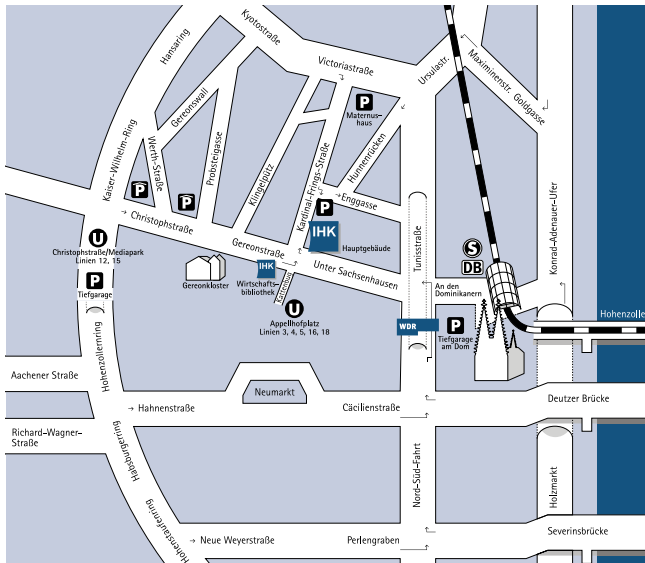 Kyotostraße
Hansaring
Victoriastraße
Ursulastr.
Maximinenstr.
Goldgasse
Gereonswall
P
Maternus-
haus
Kaiser-Wilhelm-Ring
Werth-Straße
Probsteigasse
Klingelpütz
Kardinal-Frings-Straße
Hunnenrücken
Konrad-Adenauer-Ufer
P
P
Enggasse
P
→ Christophstraße
IHK
Hauptgebäude
Tunisstraße
U
Christophstraße/Mediapark
Linien 12, 15
Gereonstraße
S
DB
P
Tiefgarage
Gereonkloster
IHK
Wirtschafts-
bibliothek
Kattenbug
Unter Sachsenhausen
An den
Dominikanern
U
Appellhofplatz
Linien 3, 4, 5, 16, 18
WDR
P
Tiefgarage
am Dom
Hohenzolle
Hohenzollernring
Aachener Straße
Neumarkt
→ Hahnenstraße
Cäcilienstraße
Deutzer Brücke
Richard-Wagner-
Straße
Habsburgerring
Nord-Süd-Fahrt
Holzmarkt
Hohenstaufenring
→ Neue Weyerstraße
Perlengraben
Severinsbrücke